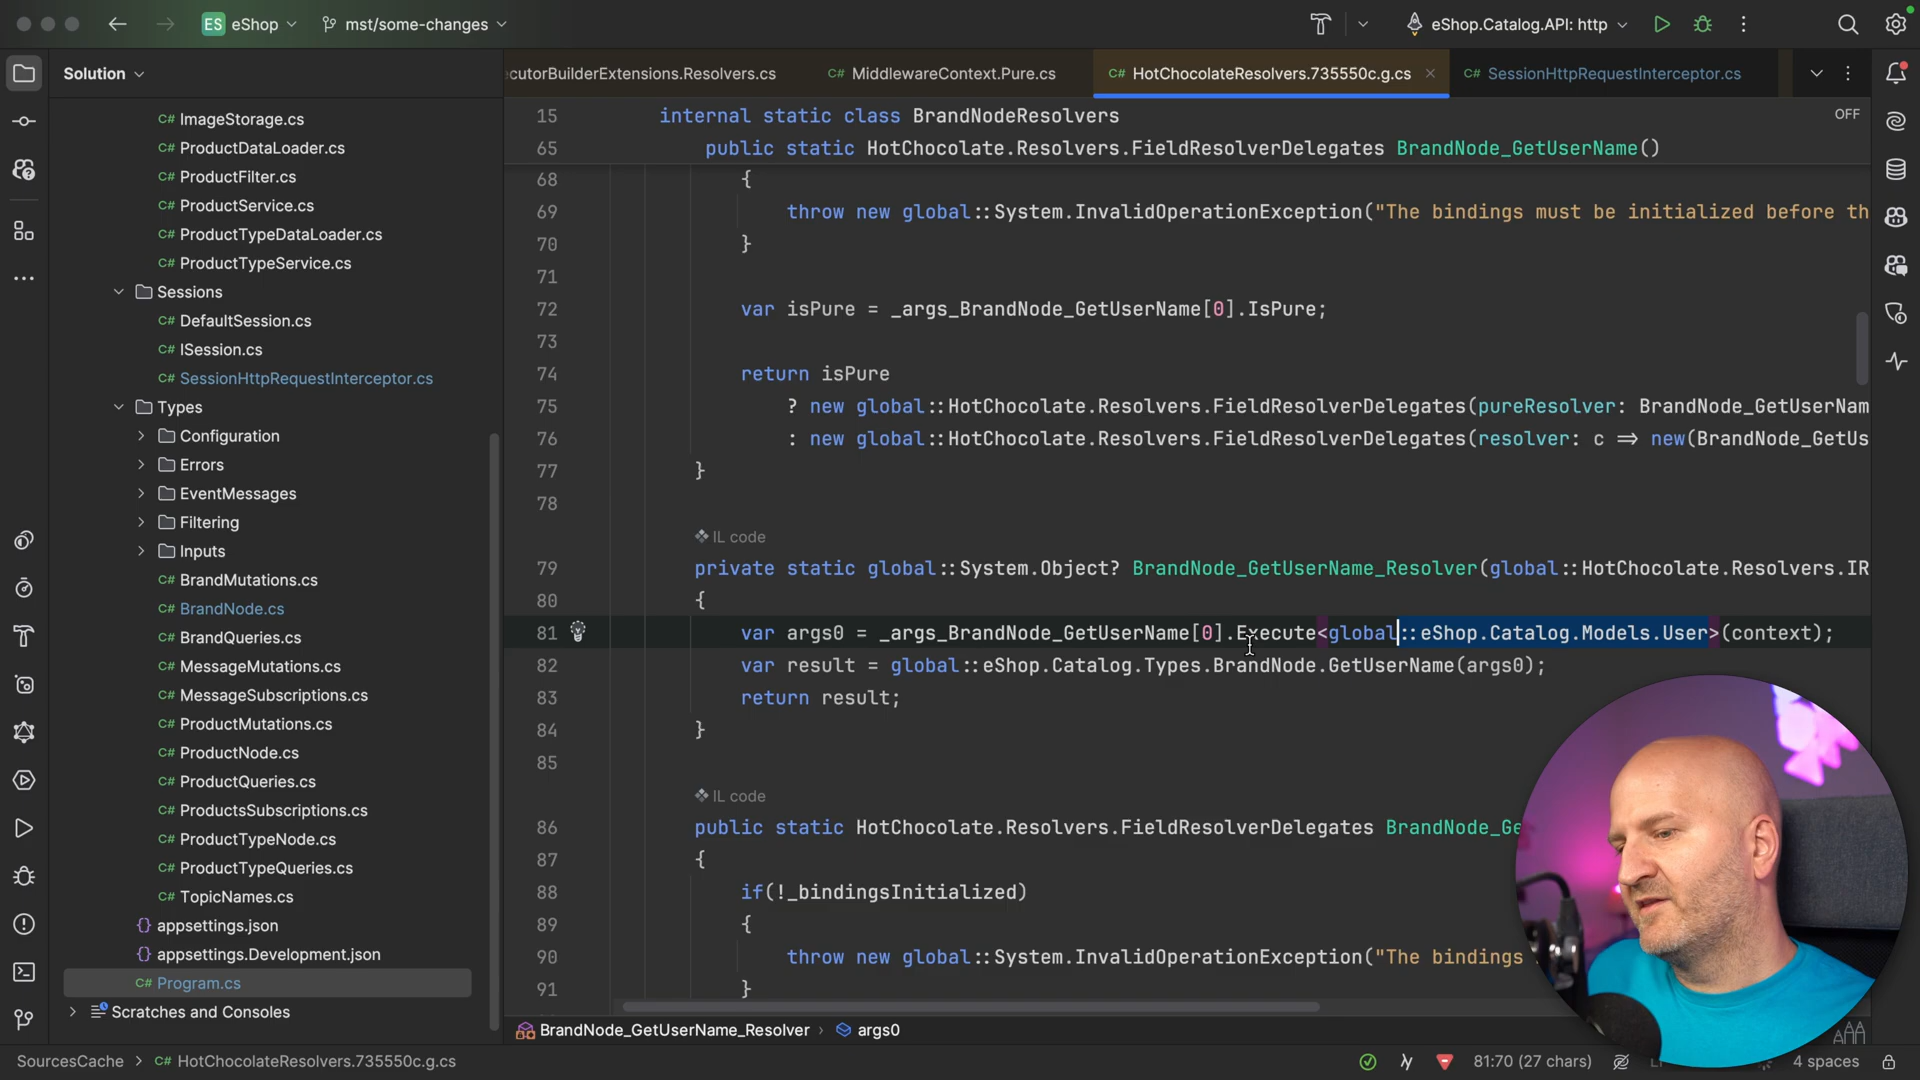 ES eShop
mst/some-changes
eShop.Catalog.API: http
Solution
cutorBuilderExtensions.Resolvers.cs
C# MiddlewareContext.Pure.cs
C# HotChocolateResolvers.735550c.g.cs
C# SessionHttpRequestInterceptor.cs
C# ImageStorage.cs
C# ProductDataLoader.cs
C# ProductFilter.cs
C# ProductService.cs
C# ProductTypeDataLoader.cs
C# ProductTypeService.cs
Sessions
C# DefaultSession.cs
C# ISession.cs
C# SessionHttpRequestInterceptor.cs
Types
Configuration
Errors
EventMessages
Filtering
Inputs
C# BrandMutations.cs
C# BrandNode.cs
C# BrandQueries.cs
C# MessageMutations.cs
C# MessageSubscriptions.cs
C# ProductMutations.cs
C# ProductNode.cs
C# ProductQueries.cs
C# ProductsSubscriptions.cs
C# ProductTypeNode.cs
C# ProductTypeQueries.cs
C# TopicNames.cs
{} appsettings.json
{} appsettings.Development.json
C# Program.cs
Scratches and Consoles
OFF
15 internal static class BrandNodeResolvers
65 public static HotChocolate.Resolvers.FieldResolverDelegates BrandNode_GetUserName()
68 {
69 throw new global::System.InvalidOperationException("The bindings must be initialized before th
70 }
71
72 var isPure = _args_BrandNode_GetUserName[0].IsPure;
73
74 return isPure
75 ? new global::HotChocolate.Resolvers.FieldResolverDelegates(pureResolver: BrandNode_GetUserNam
76 : new global::HotChocolate.Resolvers.FieldResolverDelegates(resolver: c => new(BrandNode_GetUs
77 }
78
IL code
79 private static global::System.Object? BrandNode_GetUserName_Resolver(global::HotChocolate.Resolvers.IR
80 {
81 var args0 = _args_BrandNode_GetUserName[0].Execute<global::eShop.Catalog.Models.User>(context);
82 var result = global::eShop.Catalog.Types.BrandNode.GetUserName(args0);
83 return result;
84 }
85
IL code
86 public static HotChocolate.Resolvers.FieldResolverDelegates BrandNode_Ge
87 {
88 if(!_bindingsInitialized)
89 {
90 throw new global::System.InvalidOperationException("The bindings
91 }
BrandNode_GetUserName_Resolver › args0
SourcesCache › C# HotChocolateResolvers.735550c.g.cs
81:70 (27 chars)
4 spaces